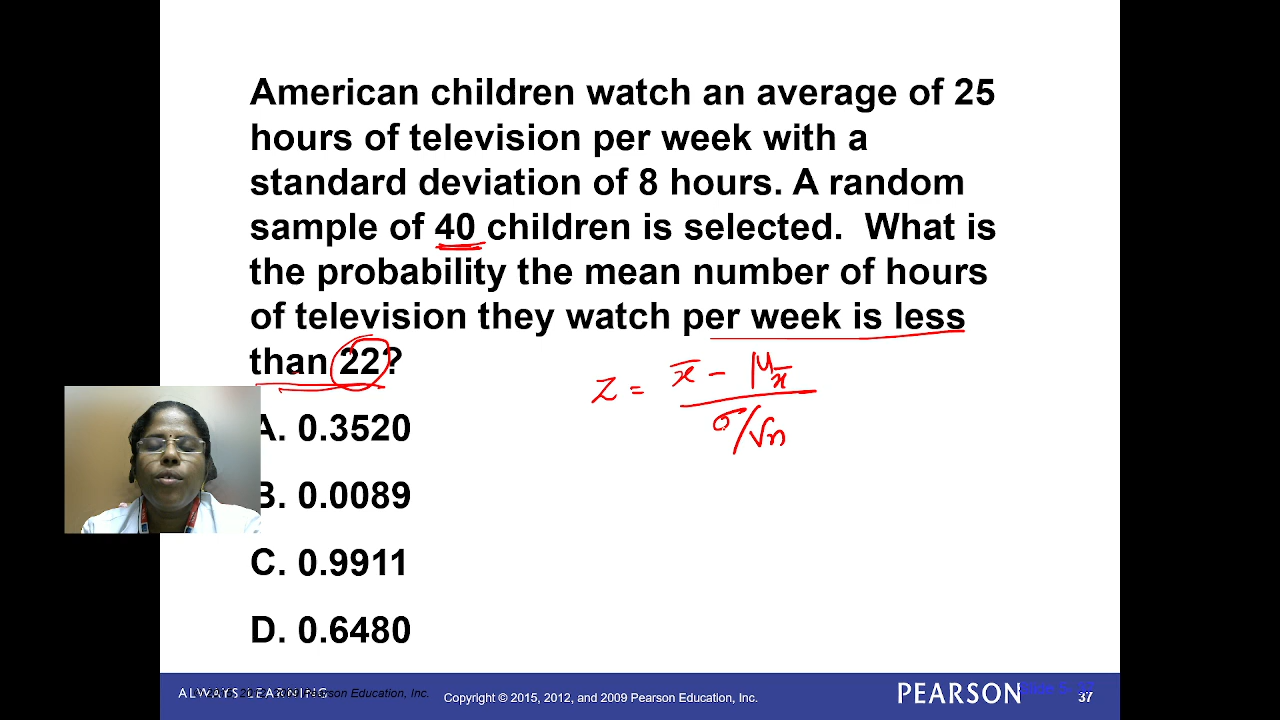 American children watch an average of 25
hours of television per week with a
standard deviation of 8 hours. A random
sample of 40 children is selected. What is
the probability the mean number of hours
of television they watch per week is less
than 22?
z = x̄ - μx̄
σ/√n
A. 0.3520
B. 0.0089
C. 0.9911
D. 0.6480
ALWAYS LEARNING
Pearson Education, Inc.
Copyright © 2015, 2012, and 2009 Pearson Education, Inc.
PEARSON
37